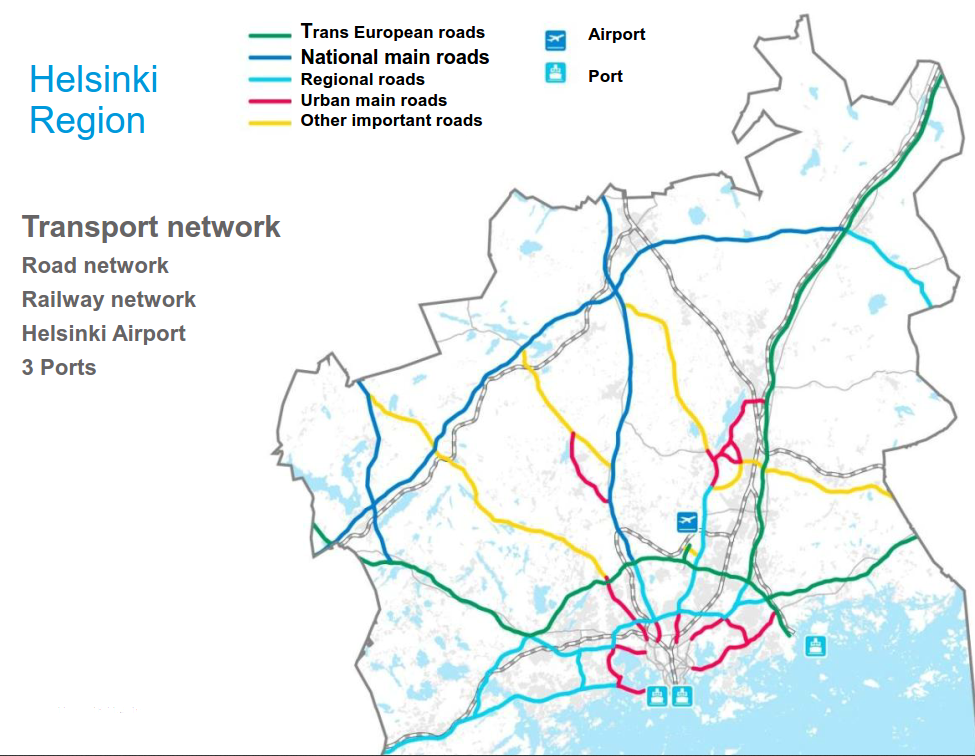 Trans European roads
National main roads
Regional roads
Urban main roads
Other important roads
Airport
Port
Helsinki
Region
Transport network
Road network
Railway network
Helsinki Airport
3 Ports